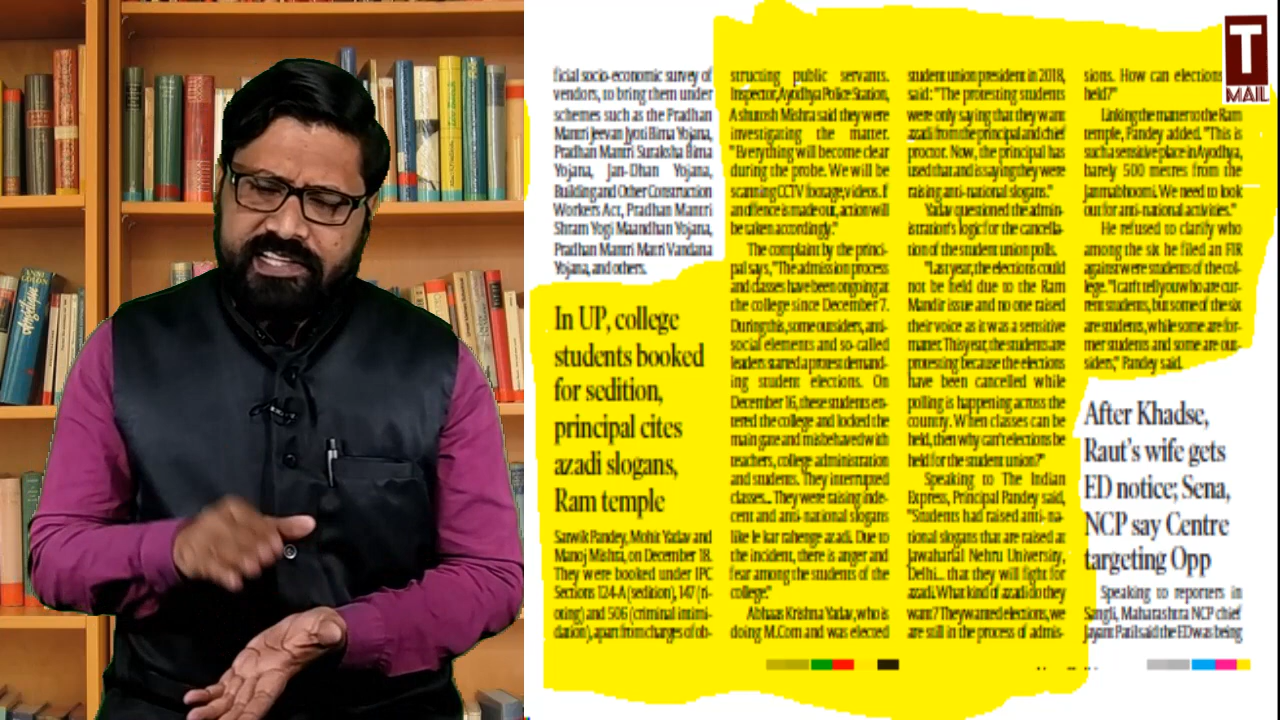 ficial socio-economic survey of
vendors, to bring them under
schemes such as the Pradhan
Mantri Jeevan Jyoti Bima Yojana,
Pradhan Mantri Suraksha Bima
Yojana, Jan-Dhan Yojana,
Building and Other Construction
Workers Act, Pradhan Mantri
Shram Yogi Maandhan Yojana,
Pradhan Mantri Matri Vandana
Yojana, and others.
In UP, college
students booked
for sedition,
principal cites
azadi slogans,
Ram temple
Satwik Pandey, Mohit Yadav and
Manoj Mishra, on December 18.
They were booked under IPC
Sections 124-A (sedition), 147 (ri-
oting) and 506 (criminal intimi-
dation), apart from charges of ob-
structing public servants.
Inspector, Ayodhya Police Station,
Ashutosh Mishra said they were
investigating the matter.
"Everything will become clear
during the probe. We will be
scanning CCTV footage, videos. If
an offence is made out, action will
be taken accordingly."
The complaint by the princi-
pal says, "The admission process
and classes have been ongoing at
the college since December 7.
During this, some outsiders, anti-
social elements and so-called
leaders started a protest demand-
ing student elections. On
December 16, these students en-
tered the college and locked the
main gate and misbehaved with
teachers, college administration
and students. They interrupted
classes... They were raising inde-
cent and anti-national slogans
like le kar rahenge azadi. Due to
the incident, there is anger and
fear among the students of the
college."
Abhaas Krishna Yadav, who is
doing M.Com and was elected
student union president in 2018,
said: "The protesting students
were only saying that they want
azadi from the principal and chief
proctor. Now, the principal has
used that and is saying they were
raising anti-national slogans."
Yadav questioned the admin-
istration's logic for the cancella-
tion of the student union polls.
"Last year, the elections could
not be held due to the Ram
Mandir issue and no one raised
their voice as it was a sensitive
matter. This year, the students are
protesting because the elections
have been cancelled while
polling is happening across the
country. When classes can be
held, then why can't elections be
held for the student union?"
Speaking to The Indian
Express, Principal Pandey said,
"Students had raised anti-na-
tional slogans that are raised at
Jawaharlal Nehru University,
Delhi... that they will fight for
azadi. What kind of azadi do they
want? They wanted elections, we
are still in the process of admis-
sions. How can elections
held?"
Linking the matter to the Ram
temple, Pandey added. "This is
such a sensitive place in Ayodhya,
barely 500 metres from the
Janmabhoomi. We need to look
out for anti-national activities."
He refused to clarify who
among the six he filed an FIR
against were students of the col-
lege. "I can't tell you who are cur-
rent students, but some of the six
are students, while some are for-
mer students and some are out-
siders," Pandey said.
After Khadse,
Raut's wife gets
ED notice; Sena,
NCP say Centre
targeting Opp
Speaking to reporters in
Sangli, Maharashtra NCP chief
Jayant Patil said the ED was being
T
MAIL